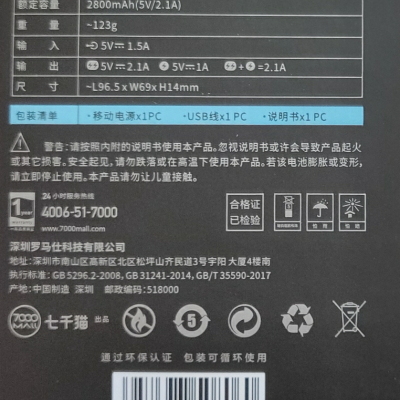 额定容量 2800mAh(5V/2.1A)
重 量 ~123g
输 入 5V⎓1.5A
输 出 5V⎓2.1A 5V⎓1A + =2.1A
尺 寸 ~L96.5 x W69x H14mm
包装清单 ·移动电源x1PC ·USB线x1 PC ·说明书x1 PC
警告:请按照内附的说明书使用本产品。忽视说明书或许会导致产品起火
或其它损害。安全起见,请勿跌落或在高温下使用本产品。若该电池膨胀或变形,
请立即停止使用。本产品请勿让儿童接触。
1 year
24小时服务热线
4006-51-7000
www.7000mall.com
合格证
已检验
深圳罗马仕科技有限公司
地址:深圳市南山区高新区北区松坪山齐民道3号宇阳大厦4楼
执行标准:GB 5296.2-2008, GB 31241-2014, GB/T 35590-2017
产地:中国制造 深圳 邮政编码:518000
7000 MALL 七千猫 出品
5
通过环保认证 包装可循环使用